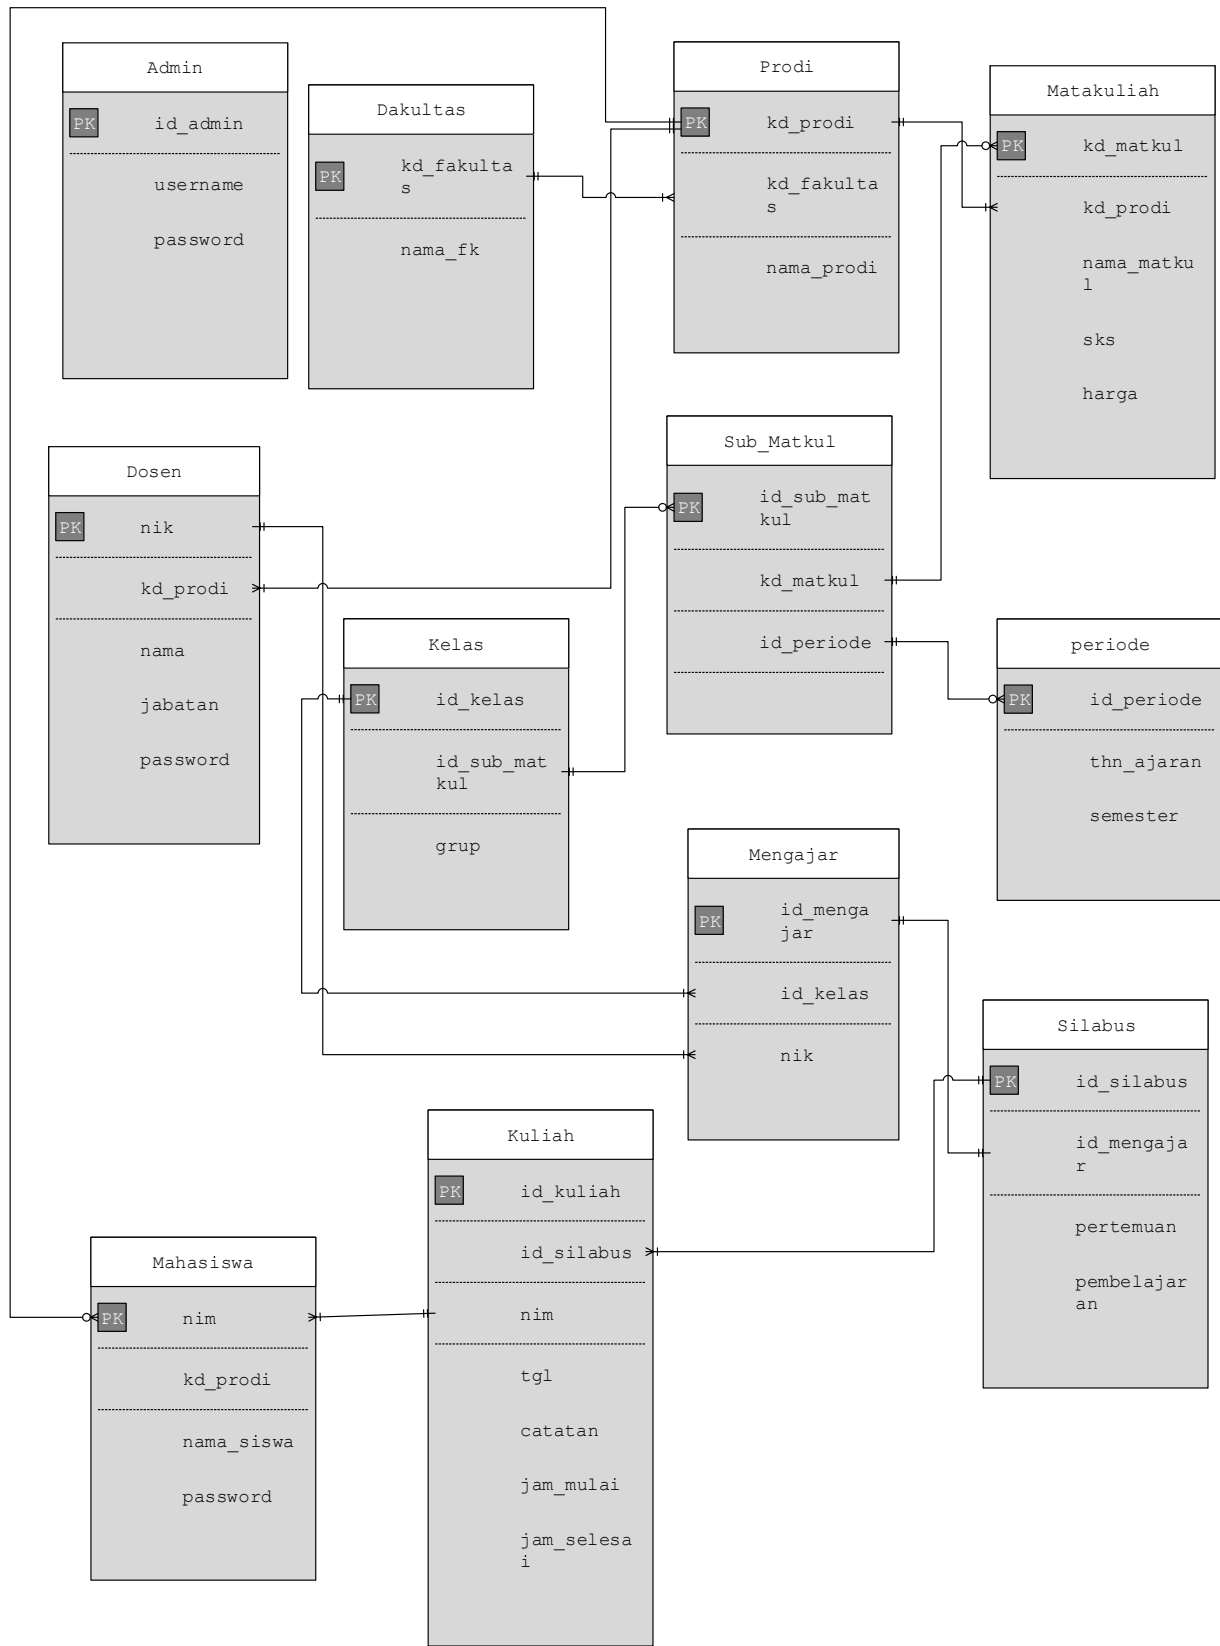 Admin
PK
id_admin
username
password
Dakultas
PK
kd_fakulta
s
nama_fk
Prodi
PK
kd_prodi
kd_fakulta
s
nama_prodi
Matakuliah
PK
kd_matkul
kd_prodi
nama_matku
l
sks
harga
Dosen
PK
nik
kd_prodi
nama
jabatan
password
Kelas
PK
id_kelas
id_sub_mat
kul
grup
Sub_Matkul
PK
id_sub_mat
kul
kd_matkul
id_periode
periode
PK
id_periode
thn_ajaran
semester
Mengajar
PK
id_menga
jar
id_kelas
nik
Silabus
PK
id_silabus
id_mengaja
r
pertemuan
pembelajar
an
Kuliah
PK
id_kuliah
id_silabus
nim
tgl
catatan
jam_mulai
jam_selesa
i
Mahasiswa
PK
nim
kd_prodi
nama_siswa
password